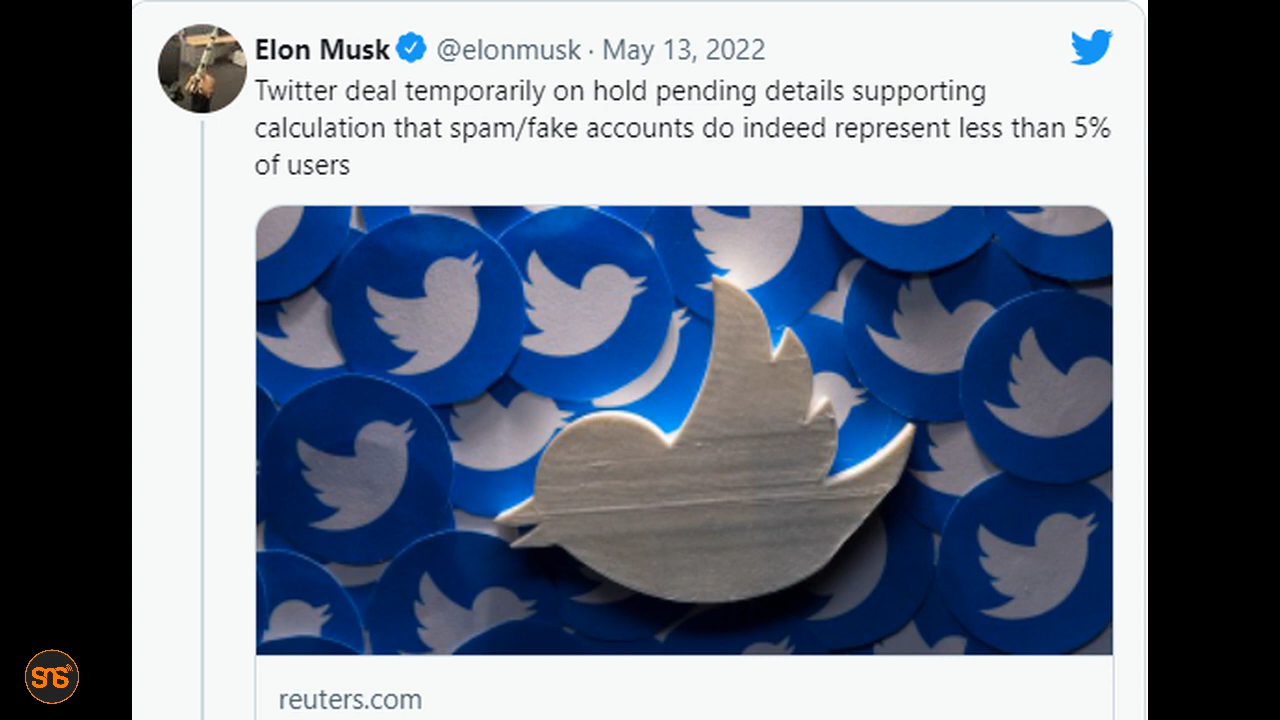 Elon Musk @elonmusk · May 13, 2022
Twitter deal temporarily on hold pending details supporting
calculation that spam/fake accounts do indeed represent less than 5%
of users
reuters.com
SNS